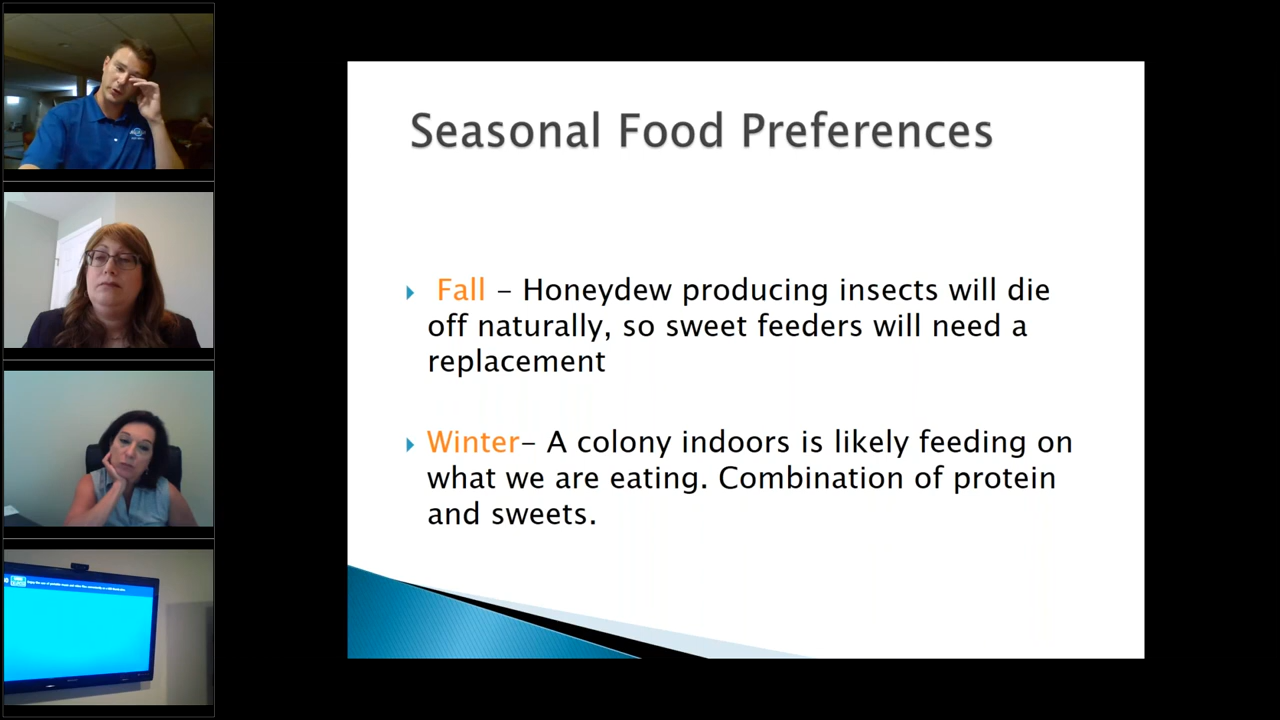 Seasonal Food Preferences
Fall – Honeydew producing insects will die
off naturally, so sweet feeders will need a
replacement
Winter– A colony indoors is likely feeding on
what we are eating. Combination of protein
and sweets.